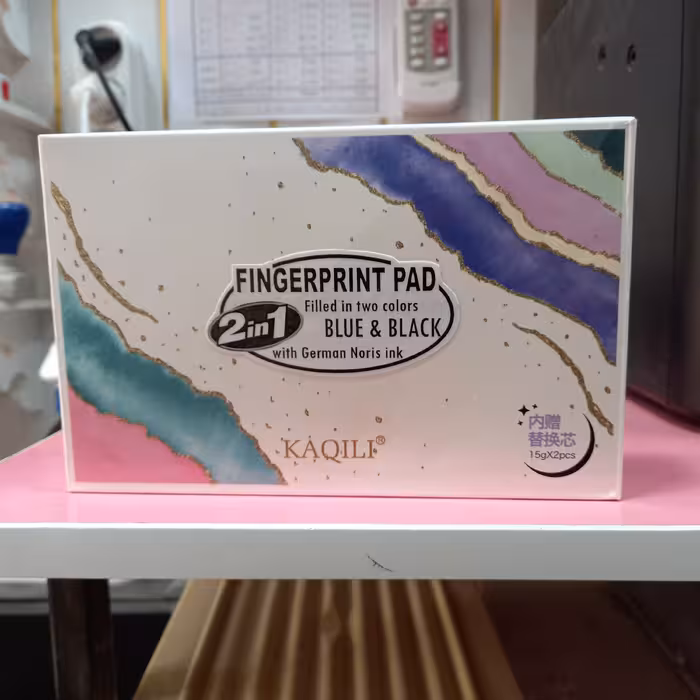 FINGERPRINT PAD
Filled in two colors
2in1 BLUE & BLACK
with German Noris ink
KAQILI®
内赠
替换芯
15gX2pcs